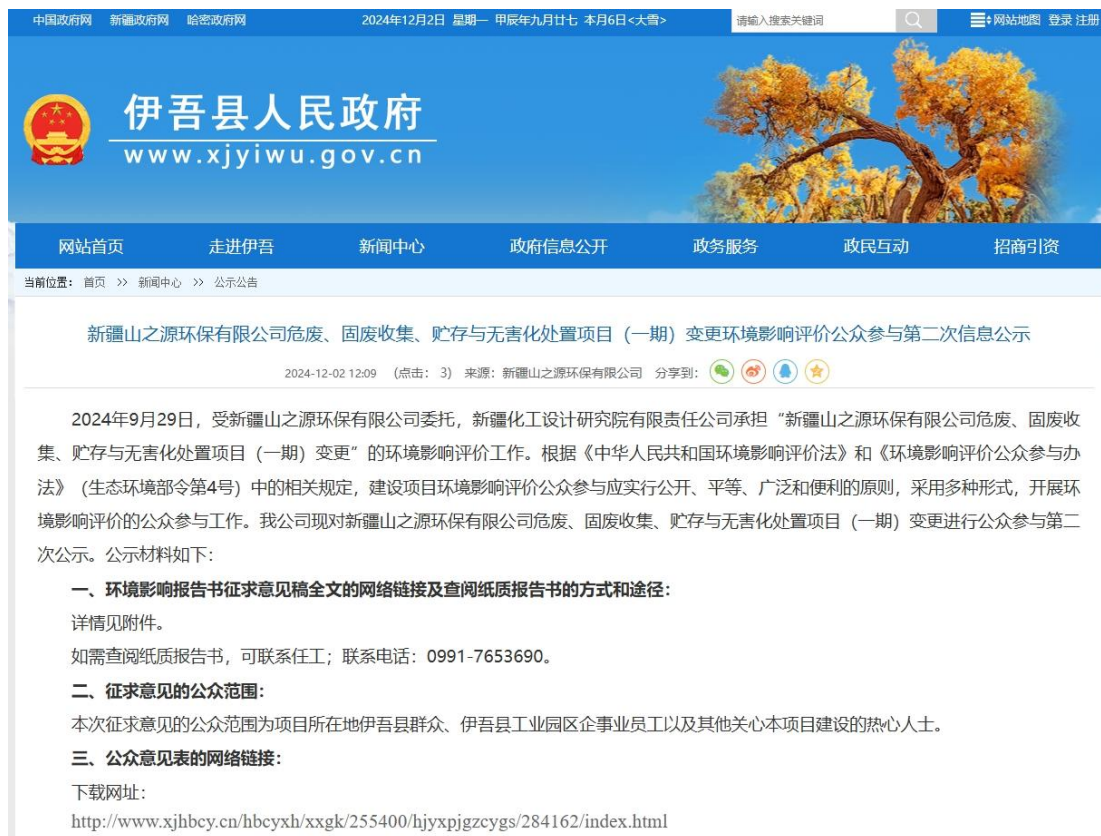 中国政府网 新疆政府网 哈密政府网 2024年12月2日 星期一 甲辰年九月廿七 本月6日<大雪> 请输入搜索关键词 网站地图 登录 注册
伊吾县人民政府
www.xjyiwu.gov.cn
网站首页 走进伊吾 新闻中心 政府信息公开 政务服务 政民互动 招商引资
当前位置： 首页 >> 新闻中心 >> 公示公告
新疆山之源环保有限公司危废、固废收集、贮存与无害化处置项目（一期）变更环境影响评价公众参与第二次信息公示
2024-12-02 12:09 （点击： 3） 来源：新疆山之源环保有限公司 分享到：
2024年9月29日，受新疆山之源环保有限公司委托，新疆化工设计研究院有限责任公司承担“新疆山之源环保有限公司危废、固废收
集、贮存与无害化处置项目（一期）变更”的环境影响评价工作。根据《中华人民共和国环境影响评价法》和《环境影响评价公众参与办
法》（生态环境部令第4号）中的相关规定，建设项目环境影响评价公众参与应实行公开、平等、广泛和便利的原则，采用多种形式，开展环
境影响评价的公众参与工作。我公司现对新疆山之源环保有限公司危废、固废收集、贮存与无害化处置项目（一期）变更进行公众参与第二
次公示。公示材料如下：
一、环境影响报告书征求意见稿全文的网络链接及查阅纸质报告书的方式和途径：
详情见附件。
如需查阅纸质报告书，可联系任工；联系电话：0991-7653690。
二、征求意见的公众范围：
本次征求意见的公众范围为项目所在地伊吾县群众、伊吾县工业园区企事业员工以及其他关心本项目建设的热心人士。
三、公众意见表的网络链接：
下载网址：
http://www.xjhbcy.cn/hbcyxh/xxgk/255400/hjyxpjgzcygs/284162/index.html